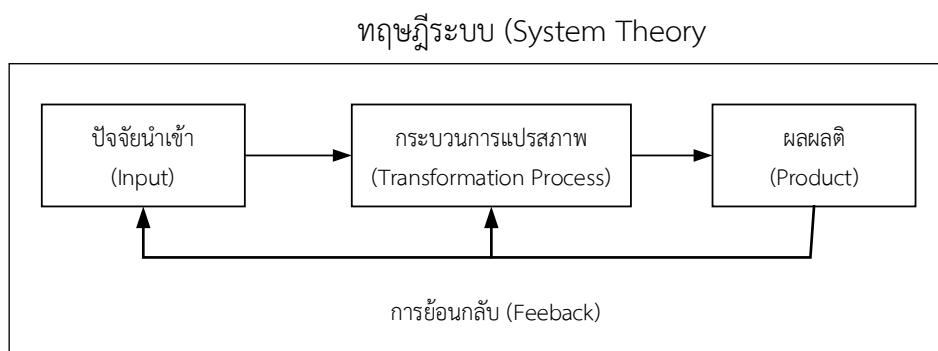 ทฤษฎีระบบ (System Theory
ปัจจัยนำเข้า
(Input)
กระบวนการแปรสภาพ
(Transformation Process)
ผลผลติ
(Product)
การย้อนกลับ (Feeback)